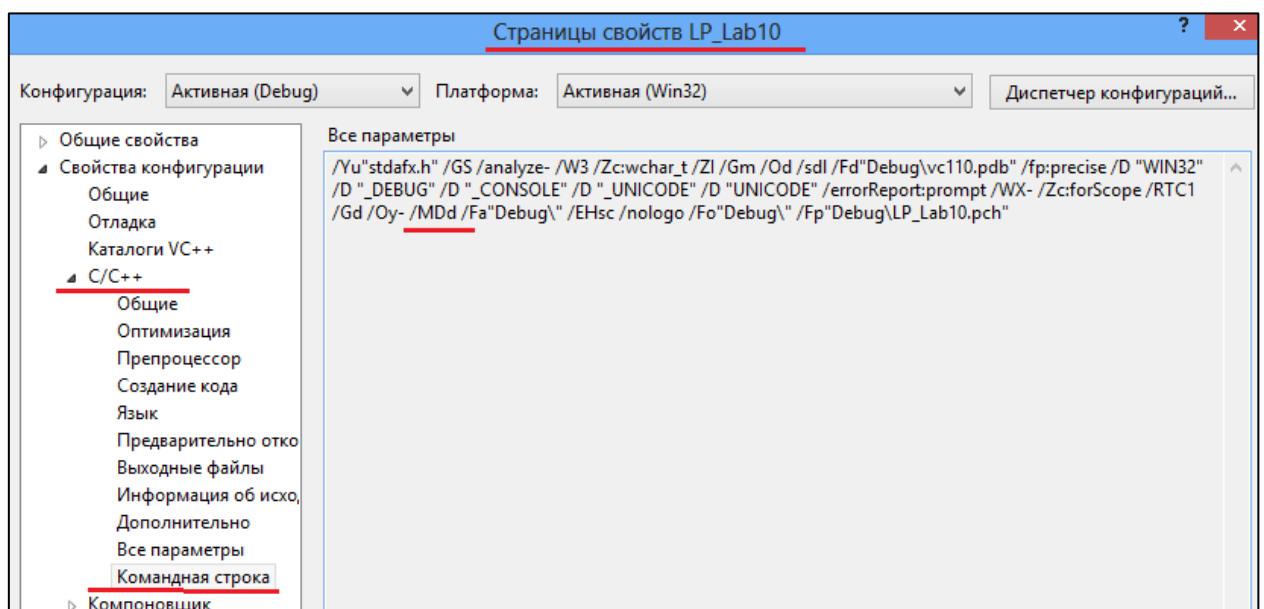 Страницы свойств LP_Lab10
? ×
Конфигурация: Активная (Debug) Платформа: Активная (Win32) Диспетчер конфигураций...
Общие свойства
Свойства конфигурации
Общие
Отладка
Каталоги VC++
C/C++
Общие
Оптимизация
Препроцессор
Создание кода
Язык
Предварительно отко
Выходные файлы
Информация об исхо,
Дополнительно
Все параметры
Командная строка
Компоновщик
Все параметры
/Yu"stdafx.h" /GS /analyze- /W3 /Zc:wchar_t /ZI /Gm /Od /sdl /Fd"Debug\vc110.pdb" /fp:precise /D "WIN32"
/D "_DEBUG" /D "_CONSOLE" /D "_UNICODE" /D "UNICODE" /errorReport:prompt /WX- /Zc:forScope /RTC1
/Gd /Oy- /MDd /Fa"Debug\" /EHsc /nologo /Fo"Debug\" /Fp"Debug\LP_Lab10.pch"